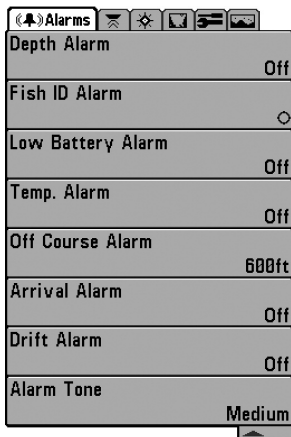 Alarms
Depth Alarm
Off
Fish ID Alarm
Low Battery Alarm
Off
Temp. Alarm
Off
Off Course Alarm
600ft
Arrival Alarm
Off
Drift Alarm
Off
Alarm Tone
Medium